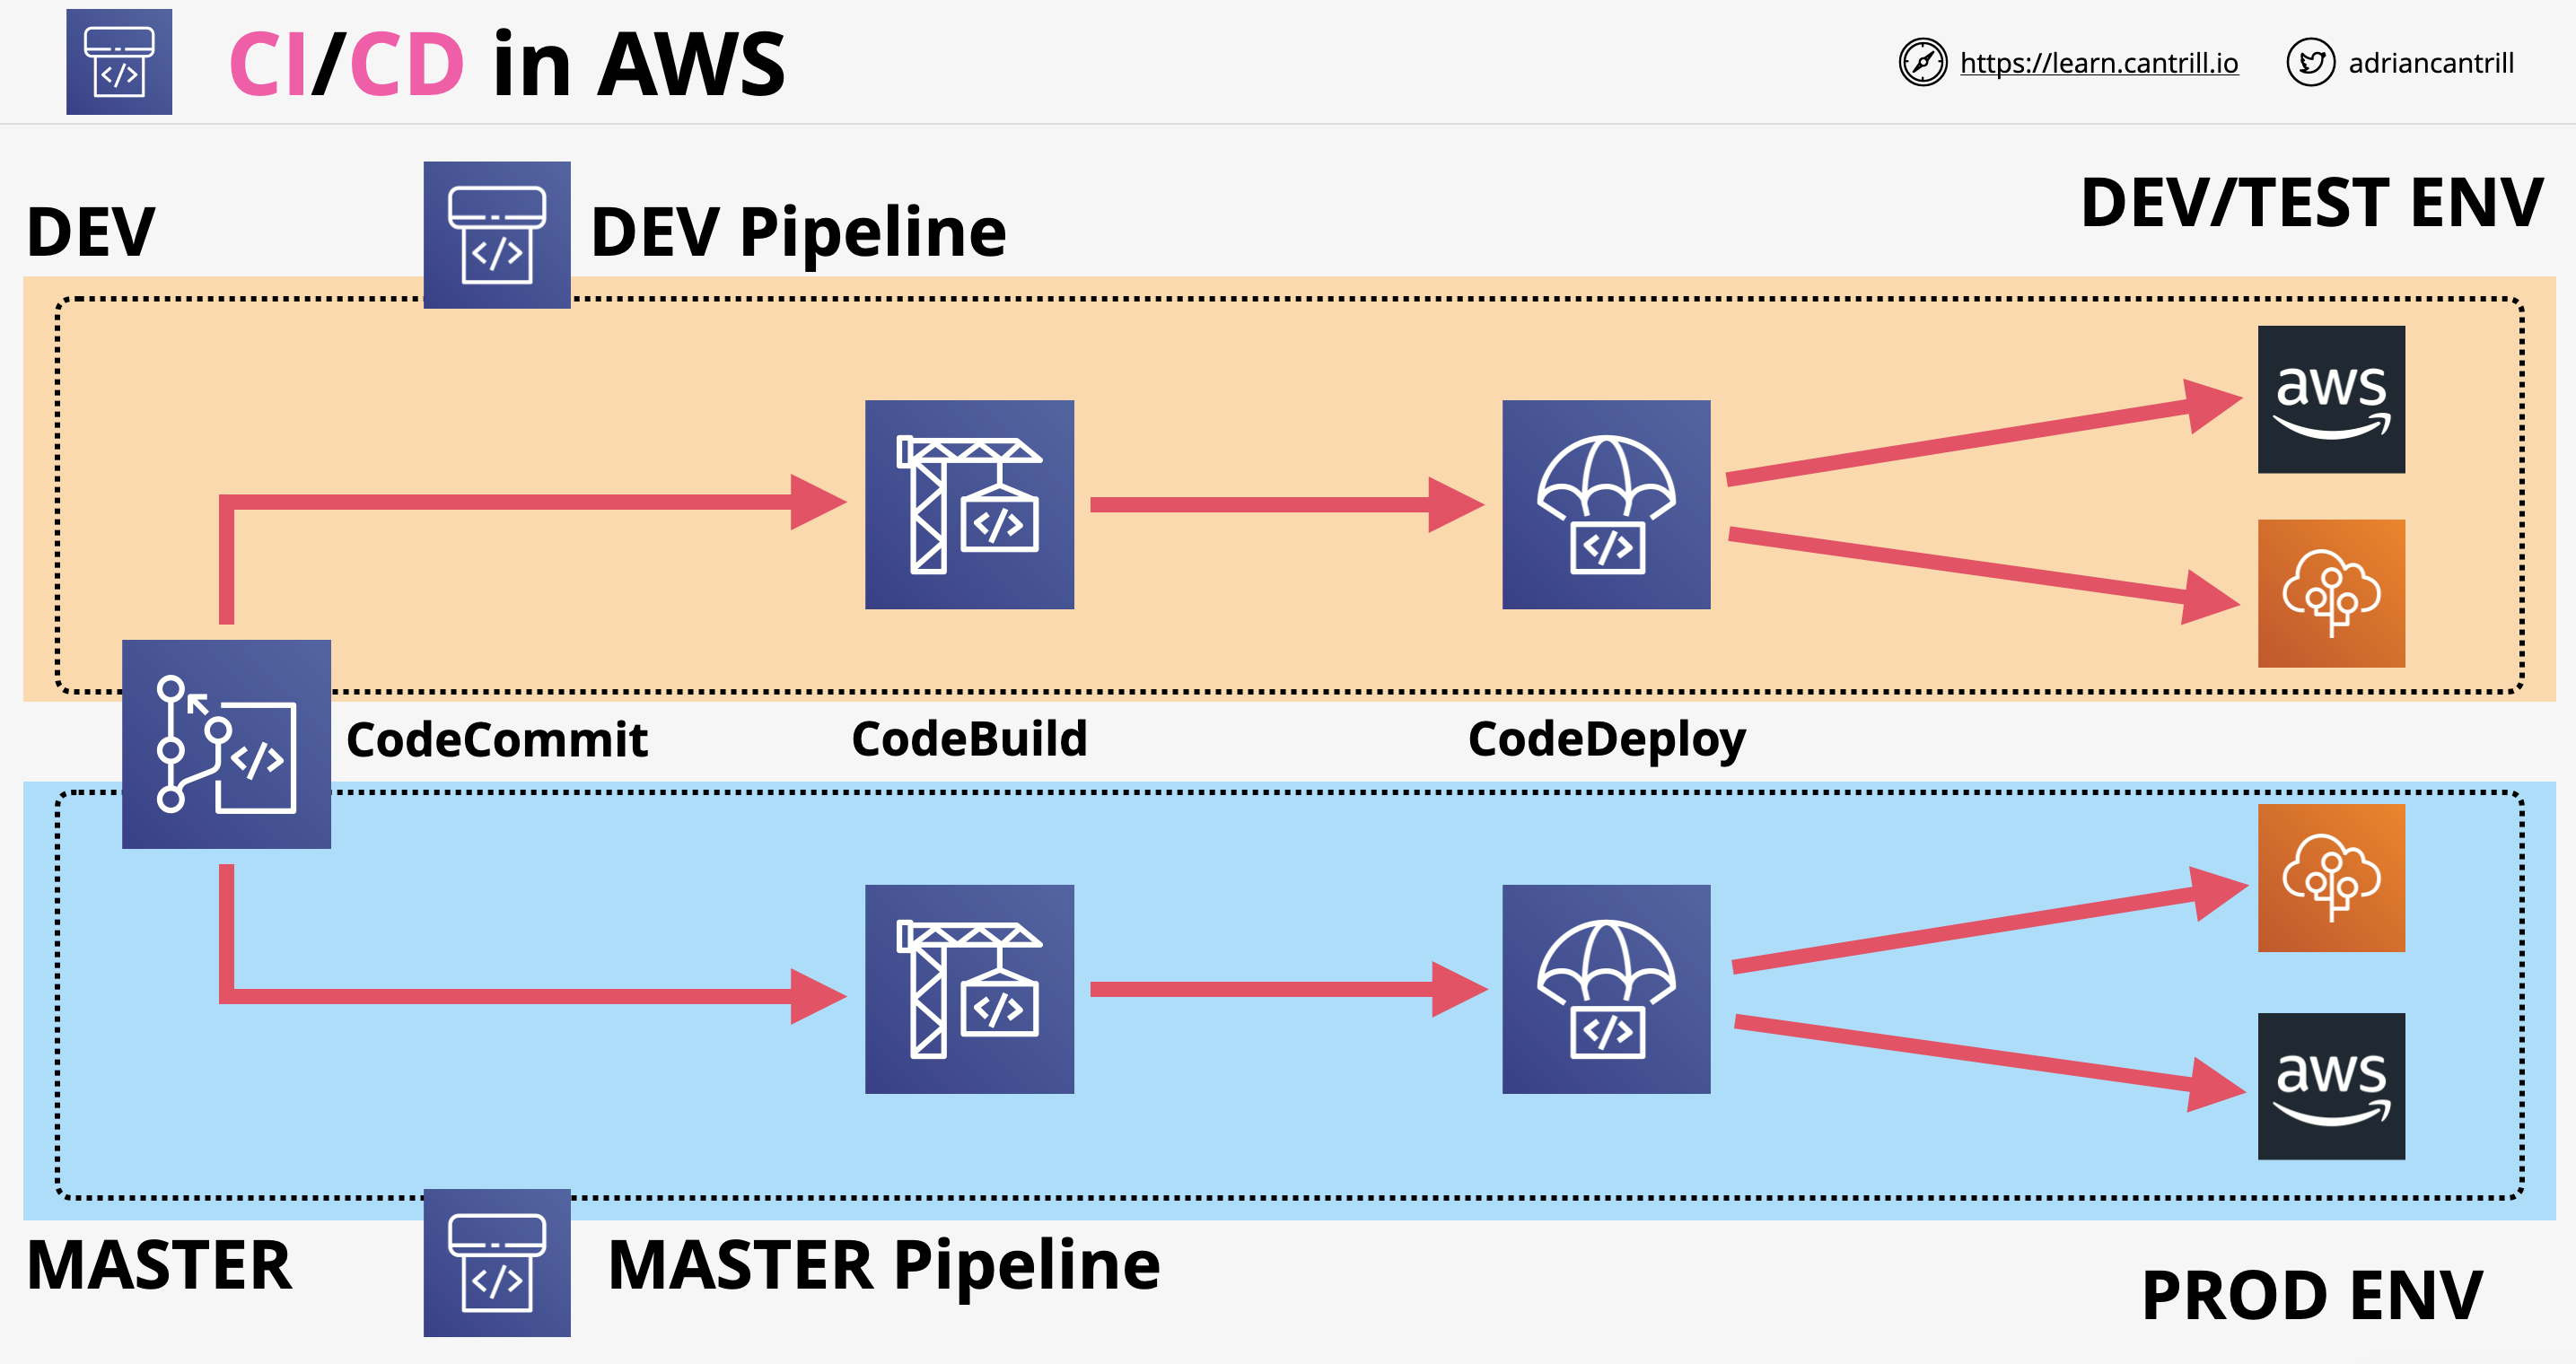 CI/CD in AWS
https://learn.cantrill.io
adriancantrill
DEV
DEV Pipeline
DEV/TEST ENV
</>
</>
</>
</>
aws
CodeCommit
CodeBuild
CodeDeploy
</>
</>
</>
aws
MASTER
MASTER Pipeline
PROD ENV
</>